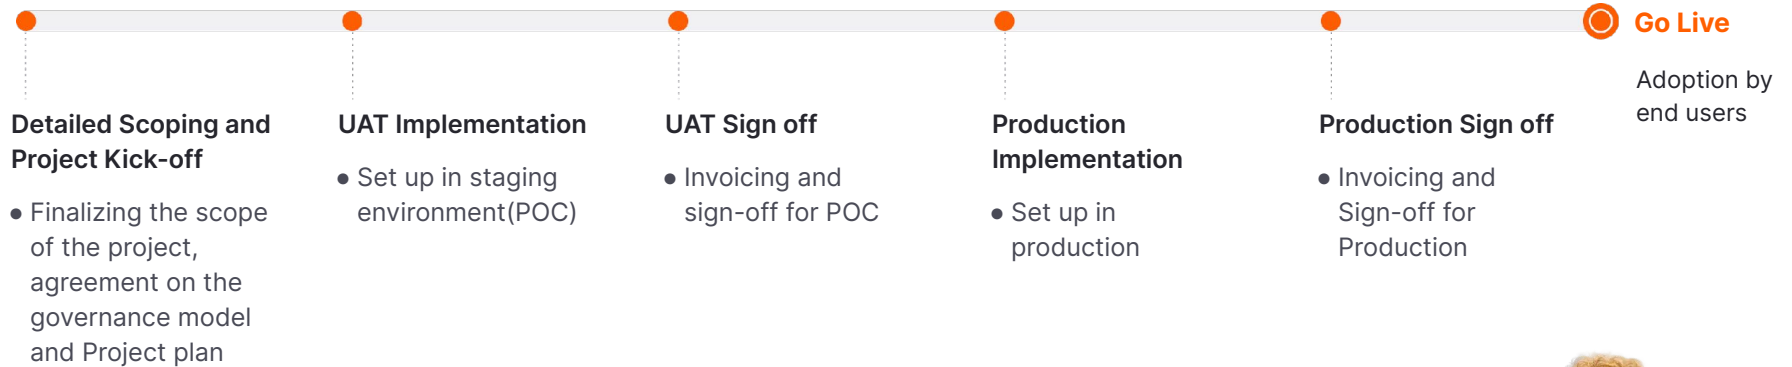 Go Live
Adoption by
end users
Detailed Scoping and
Project Kick-off
• Finalizing the scope
of the project,
agreement on the
governance model
and Project plan
UAT Implementation
• Set up in staging
environment(POC)
UAT Sign off
• Invoicing and
sign-off for POC
Production
Implementation
• Set up in
production
Production Sign off
• Invoicing and
Sign-off for
Production